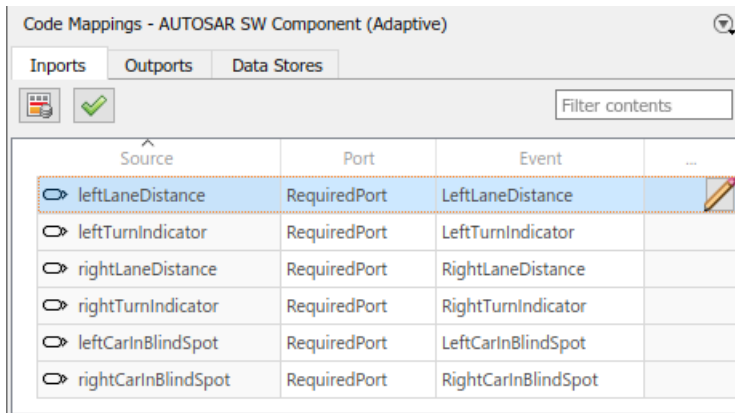 Code Mappings - AUTOSAR SW Component (Adaptive)
Inports Outports Data Stores
Filter contents
Source Port Event ...
leftLaneDistance RequiredPort LeftLaneDistance
leftTurnIndicator RequiredPort LeftTurnIndicator
rightLaneDistance RequiredPort RightLaneDistance
rightTurnIndicator RequiredPort RightTurnIndicator
leftCarInBlindSpot RequiredPort LeftCarInBlindSpot
rightCarInBlindSpot RequiredPort RightCarInBlindSpot